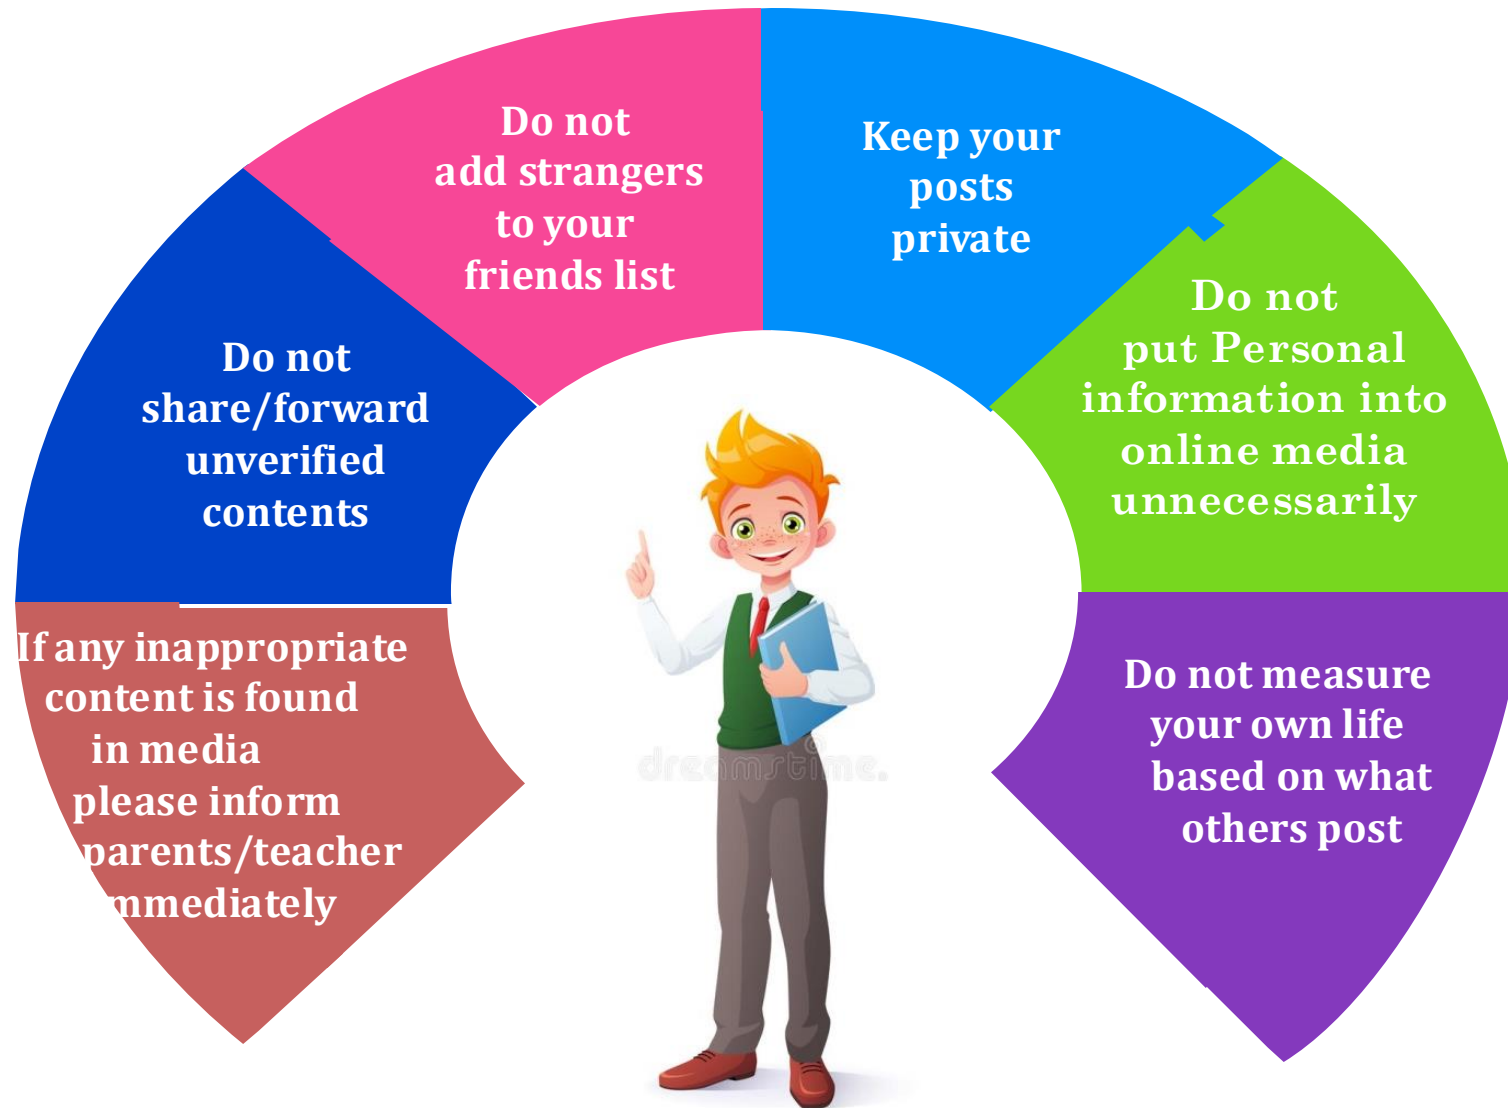 Do not
add strangers
to your
friends list
Keep your
posts
private
Do not
share/forward
unverified
contents
Do not
put Personal
information into
online media
unnecessarily
If any inappropriate
content is found
in media
please inform
parents/teacher
mmediately
Do not measure
your own life
based on what
others post
dreamstime.